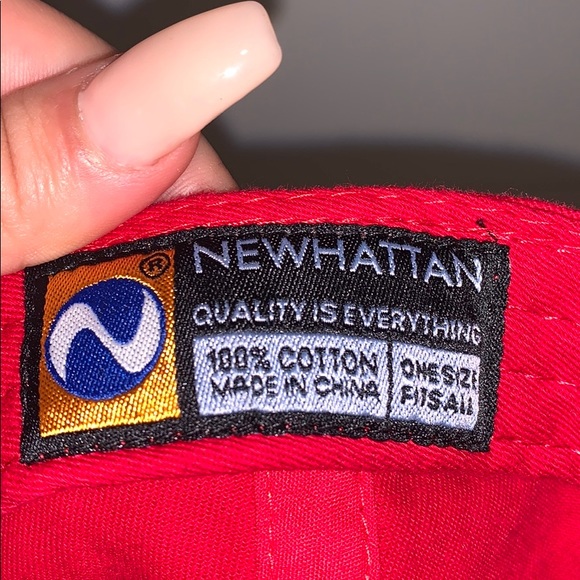 ®
NEWHATTAN
QUALITY IS EVERYTHING
100% COTTON
MADE IN CHINA
ONE SIZE
FITS ALL